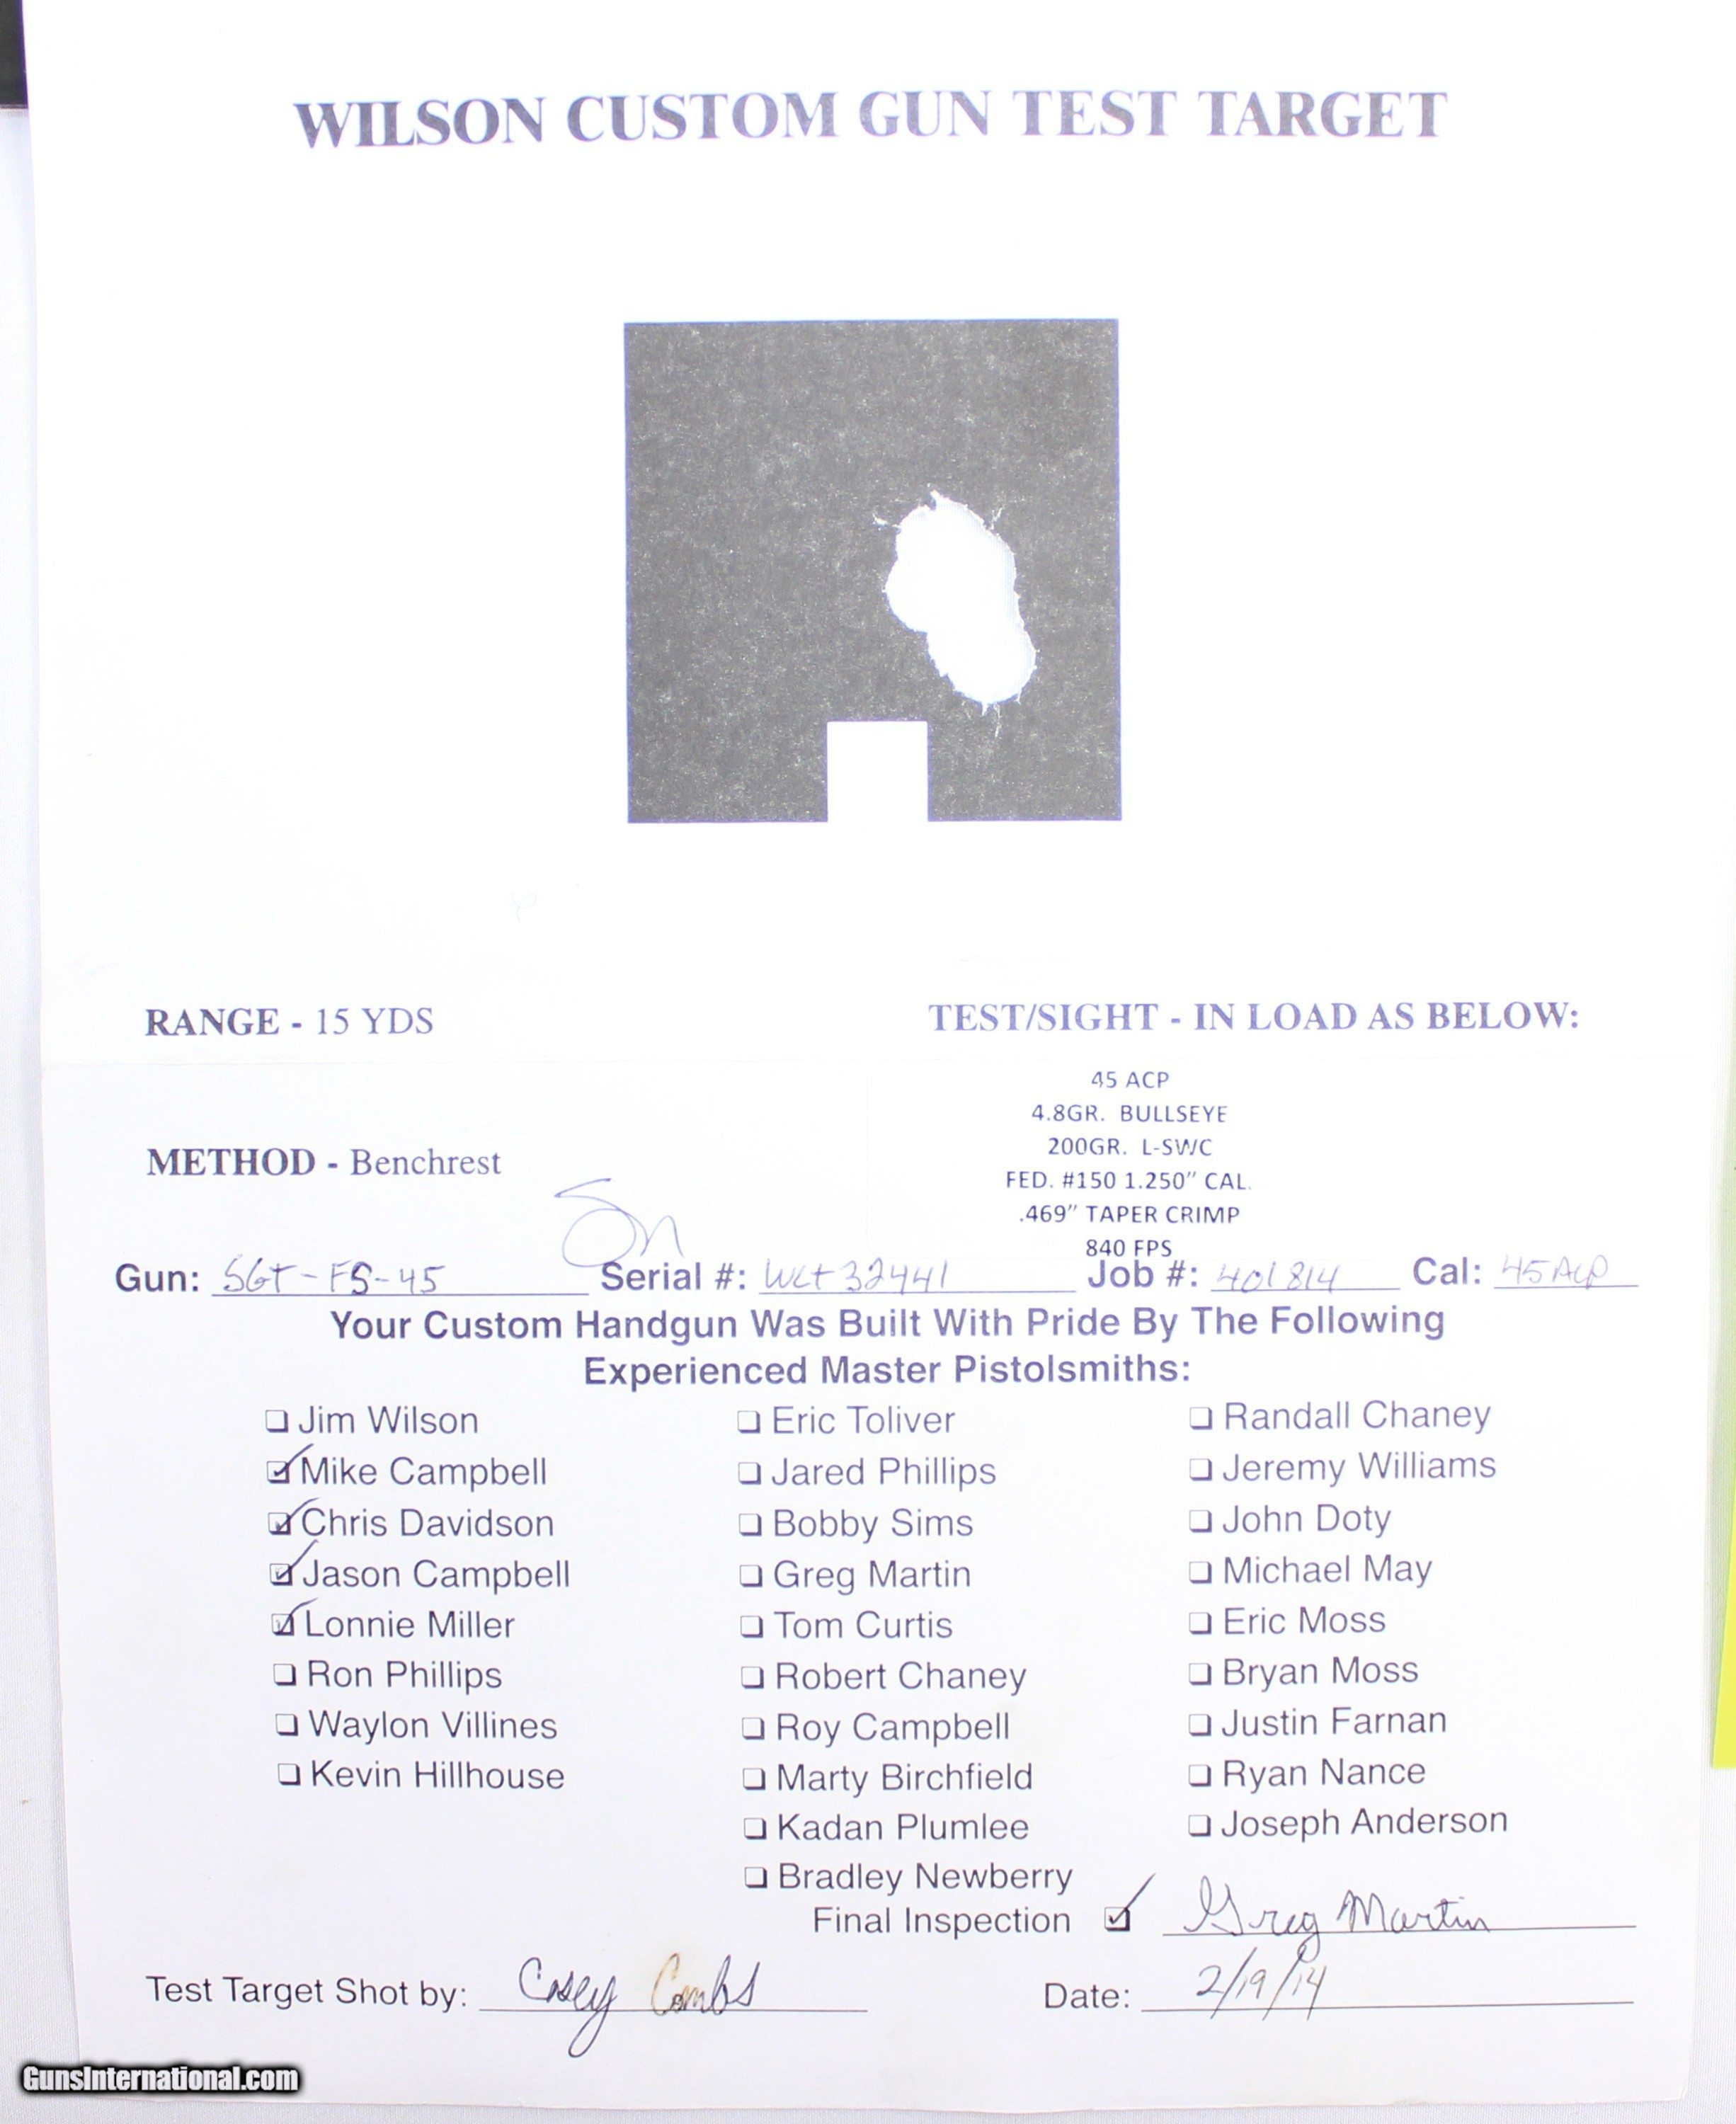 WILSON CUSTOM GUN TEST TARGET
RANGE - 15 YDS
TEST/SIGHT - IN LOAD AS BELOW:
45 ACP
4.8GR. BULLSEYE
200GR. L-SWC
FED. #150 1.250" CAL.
.469" TAPER CRIMP
840 FPS
METHOD - Benchrest
Gun: SGT-FS-45 Serial #: WCT32441 Job #: 401814 Cal: 45ACP
Your Custom Handgun Was Built With Pride By The Following
Experienced Master Pistolsmiths:
Jim Wilson
Mike Campbell
Chris Davidson
Jason Campbell
Lonnie Miller
Ron Phillips
Waylon Villines
Kevin Hillhouse
Eric Toliver
Jared Phillips
Bobby Sims
Greg Martin
Tom Curtis
Robert Chaney
Roy Campbell
Marty Birchfield
Kadan Plumlee
Bradley Newberry
Randall Chaney
Jeremy Williams
John Doty
Michael May
Eric Moss
Bryan Moss
Justin Farnan
Ryan Nance
Joseph Anderson
Final Inspection Greg Martin
Test Target Shot by: Casey Combs
Date: 2/19/14
GunsInternational.com